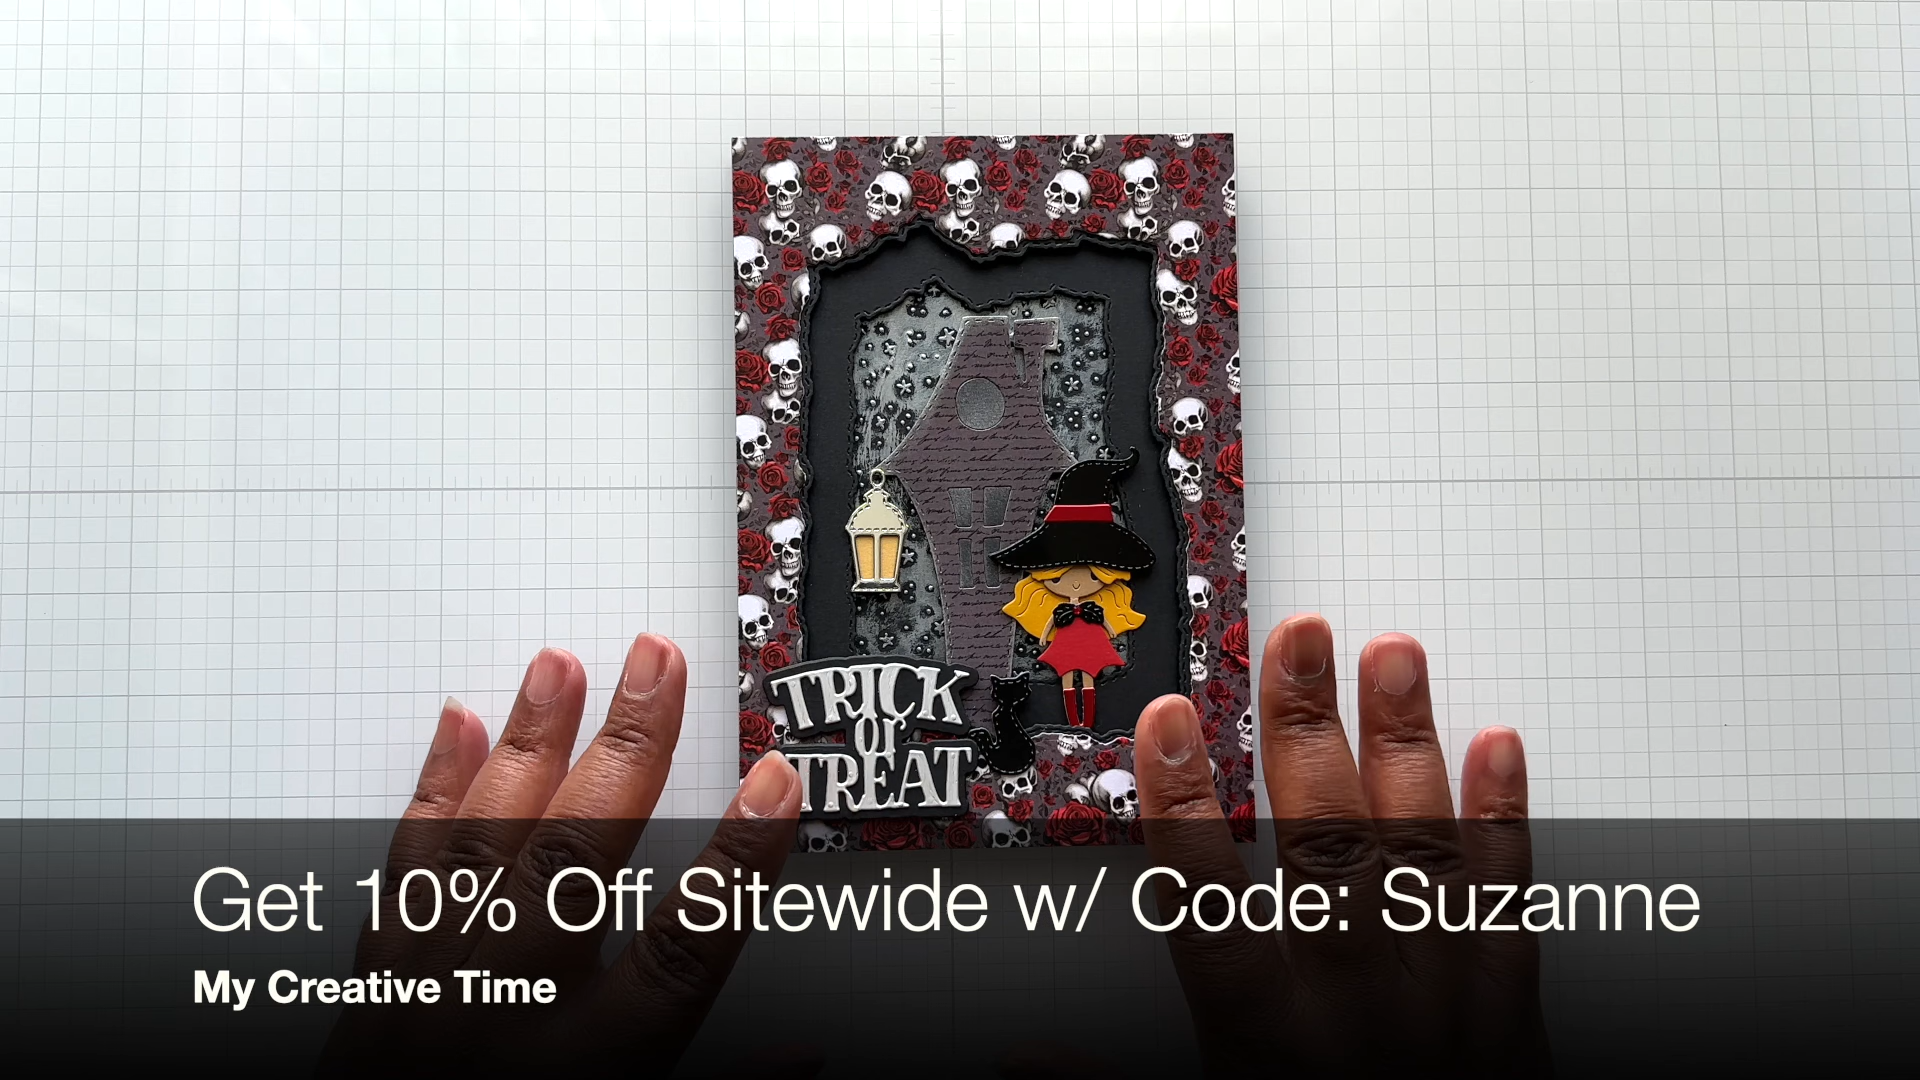 TRICK
or
TREAT
Get 10% Off Sitewide w/ Code: Suzanne
My Creative Time